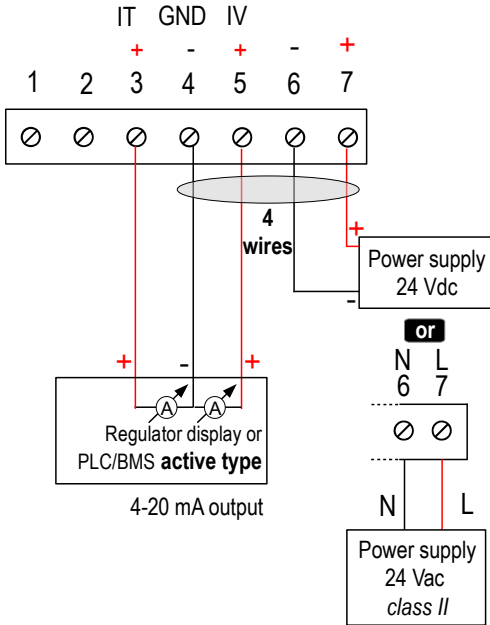 IT GND IV
+ - + - +
1 2 3 4 5 6 7
4
wires
+
Power supply
24 Vdc
-
or
N L
6 7
+ - +
A A
Regulator display or
PLC/BMS active type
4-20 mA output
N L
Power supply
24 Vac
class II